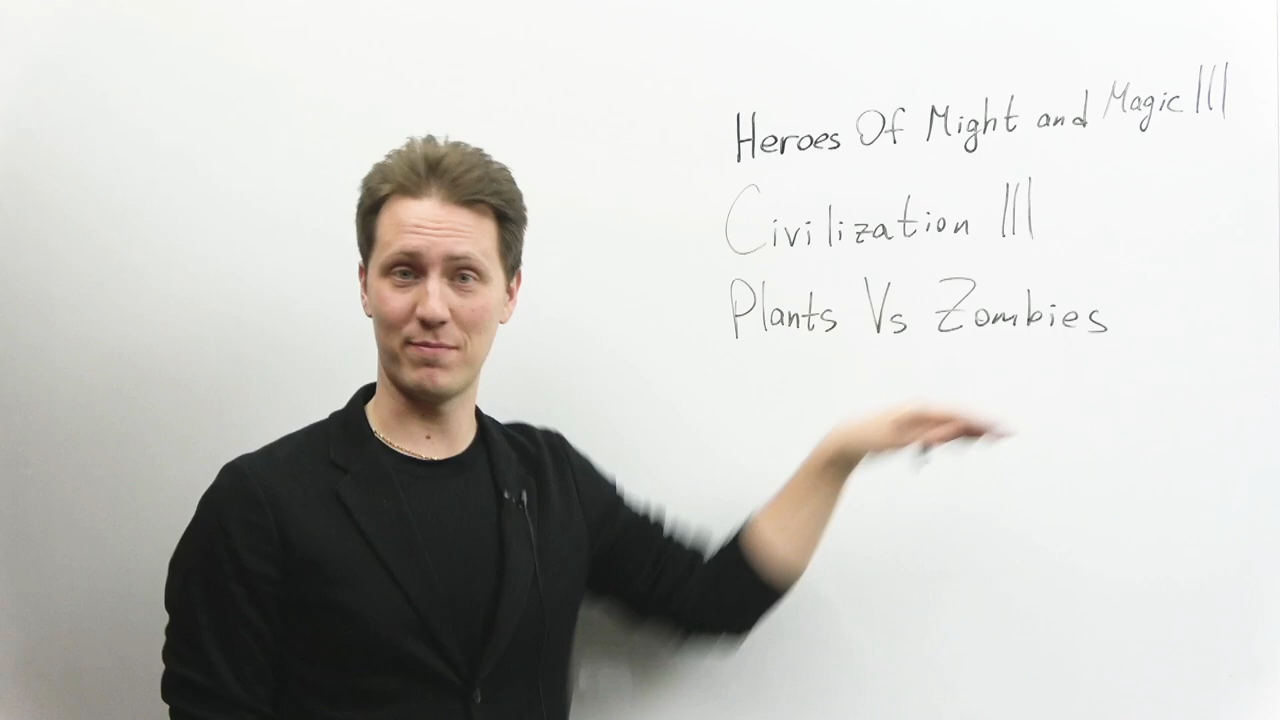 Heroes Of Might and Magic III
Civilization III
Plants Vs Zombies